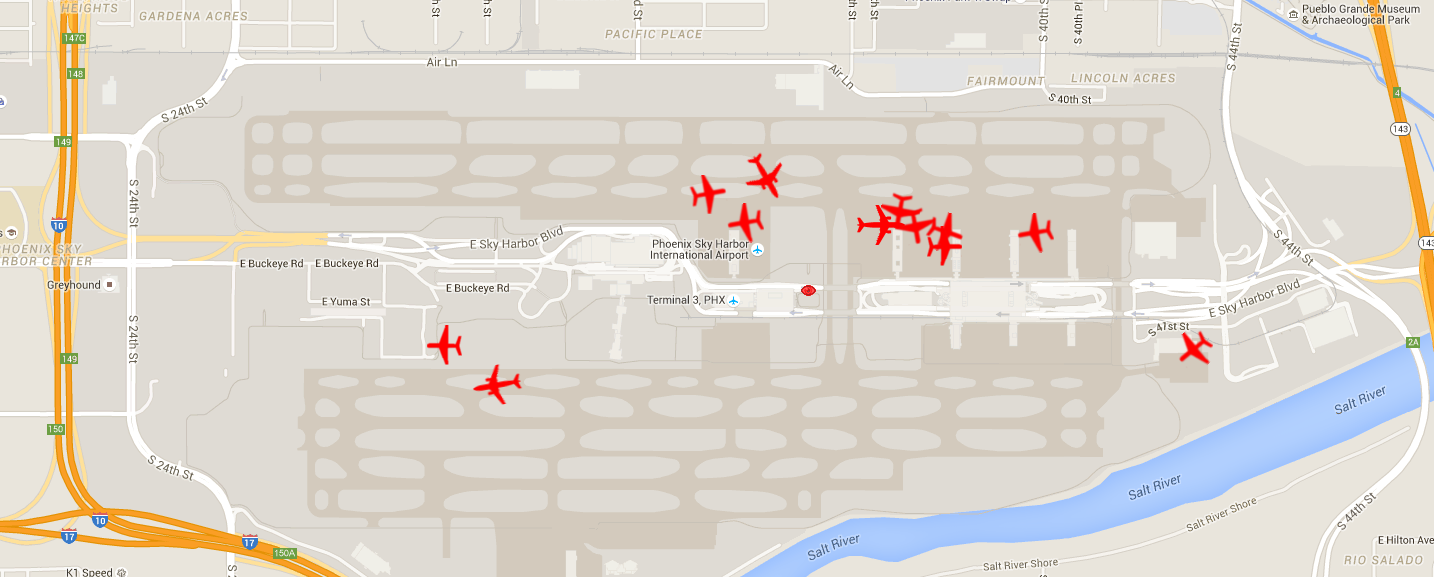 HEIGHTS
GARDENA ACRES
PACIFIC PLACE
S 40th St
S 40th Pl
S 44th St
Pueblo Grande Museum
& Archaeological Park
147C
148
149
Air Ln
Air Ln
FAIRMOUNT
LINCOLN ACRES
S 40th St
4
143
S 24th St
S 24th St
10
PHOENIX SKY
HARBOR CENTER
E Sky Harbor Blvd
Phoenix Sky Harbor
International Airport
S 44th St
143
E Buckeye Rd
E Buckeye Rd
Greyhound
E Buckeye Rd
E Yuma St
Terminal 3, PHX
E Sky Harbor Blvd
S 41st St
S 24th St
149
2A
Salt River
150
S 24th St
Salt River
S 44th St
Salt River Shore
10
17
17
150A
Salt River
Salt River Shore
E Hilton Ave
RIO SALADO
K1 Speed